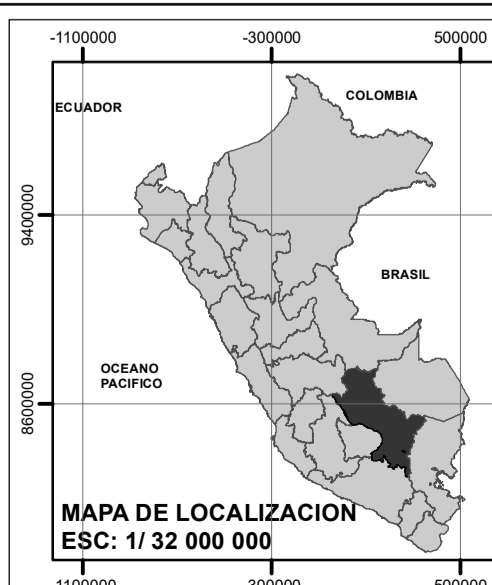 -1100000 -300000 500000
ECUADOR
COLOMBIA
9400000
BRASIL
OCEANO
PACIFICO
8600000
MAPA DE LOCALIZACION
ESC: 1/ 32 000 000